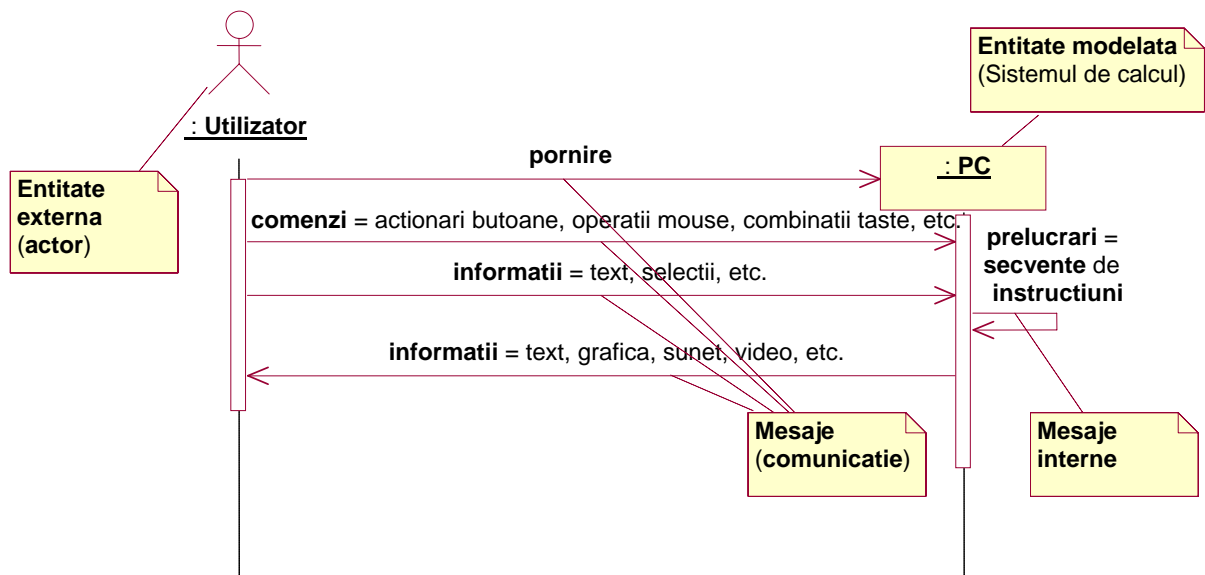 Entitate modelata
(Sistemul de calcul)
: Utilizator
pornire
: PC
Entitate
externa
(actor)
comenzi = actionari butoane, operatii mouse, combinatii taste, etc.
prelucrari =
secvente de
instructiuni
informatii = text, selectii, etc.
informatii = text, grafica, sunet, video, etc.
Mesaje
(comunicatie)
Mesaje
interne